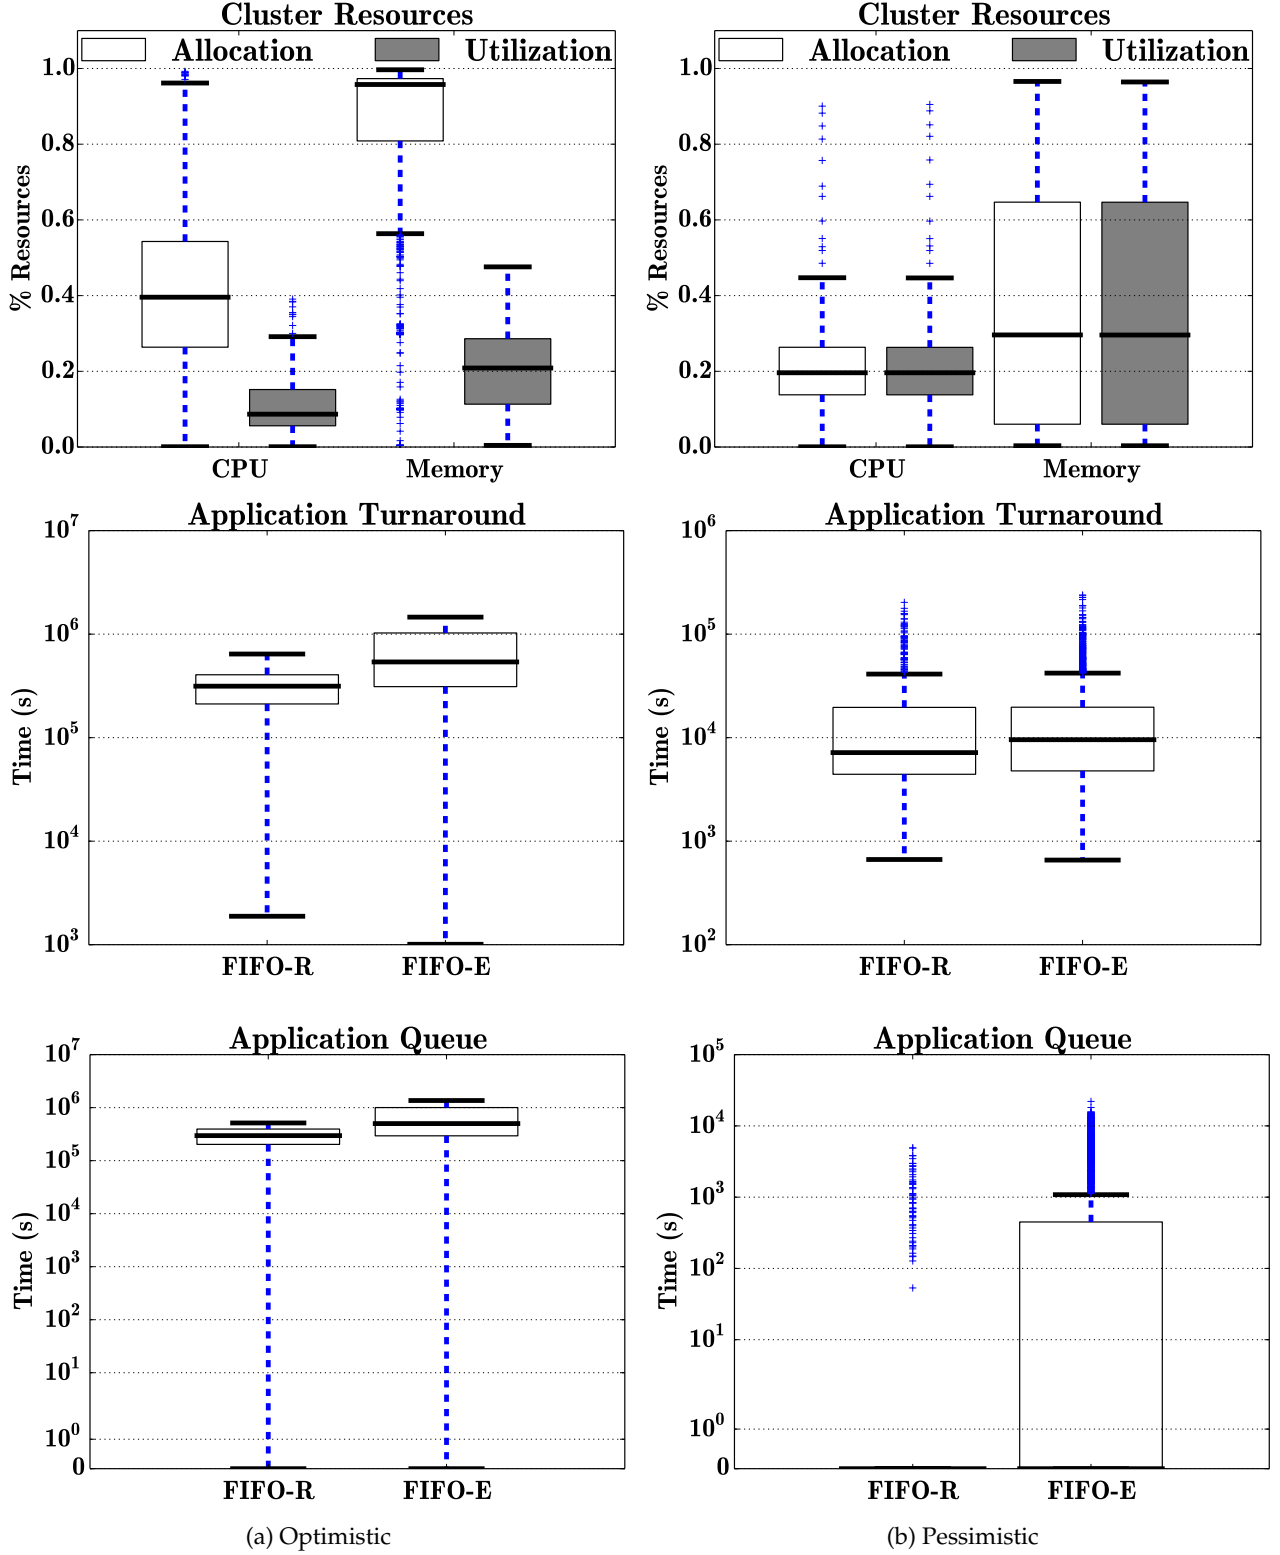 Cluster Resources
Allocation Utilization
1.0
0.8
0.6
0.4
0.2
0.0
% Resources
CPU Memory
Cluster Resources
Allocation Utilization
1.0
0.8
0.6
0.4
0.2
0.0
% Resources
CPU Memory
Application Turnaround
10^7
10^6
10^5
10^4
10^3
Time (s)
FIFO-R FIFO-E
Application Turnaround
10^6
10^5
10^4
10^3
10^2
Time (s)
FIFO-R FIFO-E
Application Queue
10^7
10^6
10^5
10^4
10^3
10^2
10^1
10^0
0
Time (s)
FIFO-R FIFO-E
(a) Optimistic
Application Queue
10^5
10^4
10^3
10^2
10^1
10^0
0
Time (s)
FIFO-R FIFO-E
(b) Pessimistic